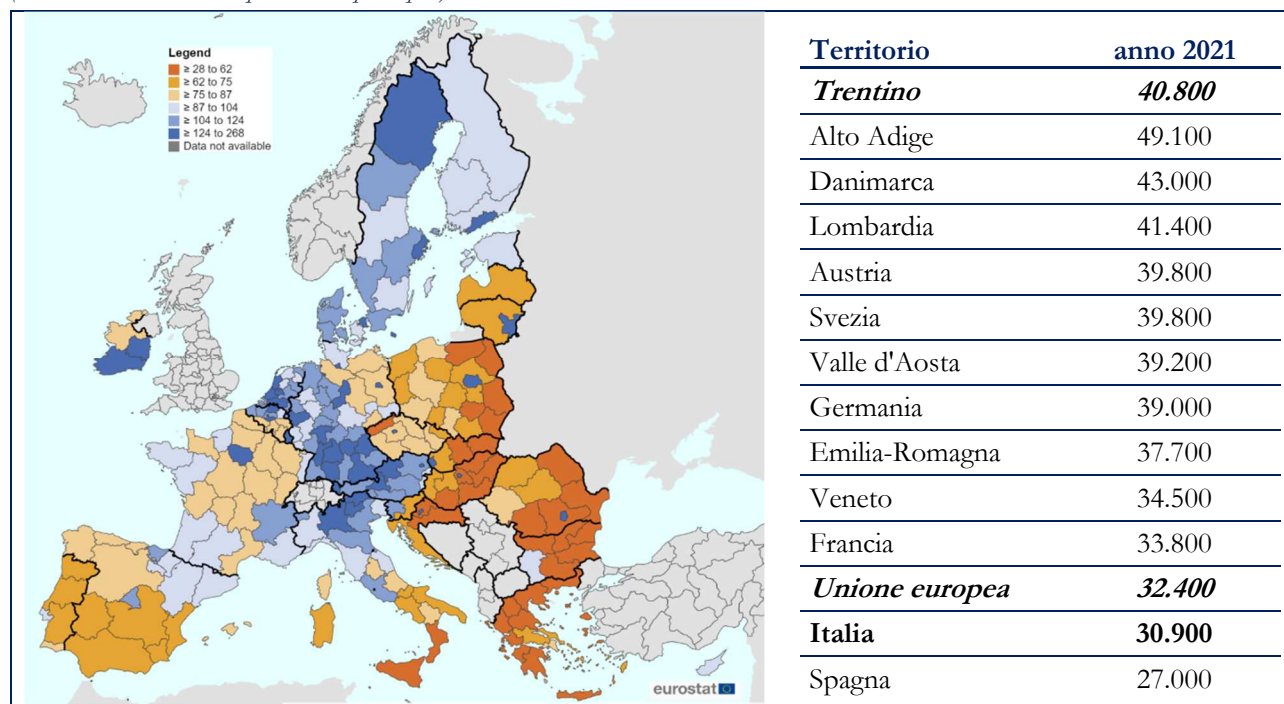 Legend
≥ 28 to 62
≥ 62 to 75
≥ 75 to 87
≥ 87 to 104
≥ 104 to 124
≥ 124 to 268
Data not available
eurostat
Territorio anno 2021
Trentino 40.800
Alto Adige 49.100
Danimarca 43.000
Lombardia 41.400
Austria 39.800
Svezia 39.800
Valle d'Aosta 39.200
Germania 39.000
Emilia-Romagna 37.700
Veneto 34.500
Francia 33.800
Unione europea 32.400
Italia 30.900
Spagna 27.000